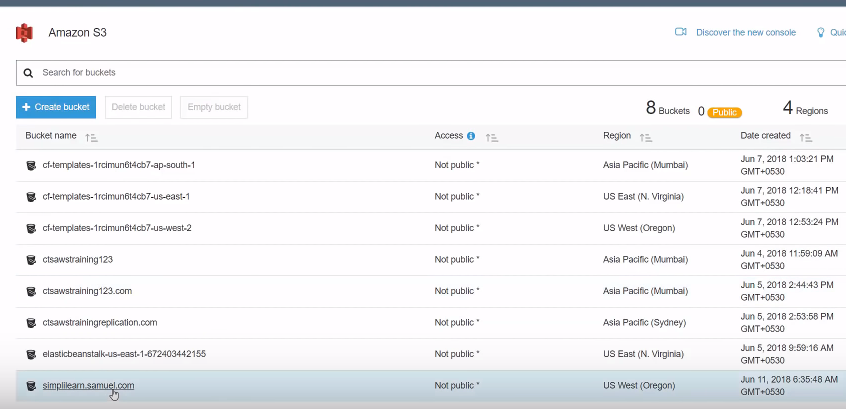 Amazon S3
Discover the new console
Quic
Search for buckets
+ Create bucket Delete bucket Empty bucket 8 Buckets 0 Public 4 Regions
Bucket name Access Region Date created
cf-templates-1rcimun6t4cb7-ap-south-1 Not public * Asia Pacific (Mumbai) Jun 7, 2018 1:03:21 PM
GMT+0530
cf-templates-1rcimun6t4cb7-us-east-1 Not public * US East (N. Virginia) Jun 7, 2018 12:18:41 PM
GMT+0530
cf-templates-1rcimun6t4cb7-us-west-2 Not public * US West (Oregon) Jun 7, 2018 12:53:24 PM
GMT+0530
ctsawstraining123 Not public * Asia Pacific (Mumbai) Jun 4, 2018 11:59:09 AM
GMT+0530
ctsawstraining123.com Not public * Asia Pacific (Mumbai) Jun 5, 2018 2:44:43 PM
GMT+0530
ctsawstrainingreplication.com Not public * Asia Pacific (Sydney) Jun 5, 2018 2:53:58 PM
GMT+0530
elasticbeanstalk-us-east-1-672403442155 Not public * US East (N. Virginia) Jun 5, 2018 9:59:16 AM
GMT+0530
simplilearn.samuel.com Not public * US West (Oregon) Jun 11, 2018 6:35:48 AM
GMT+0530